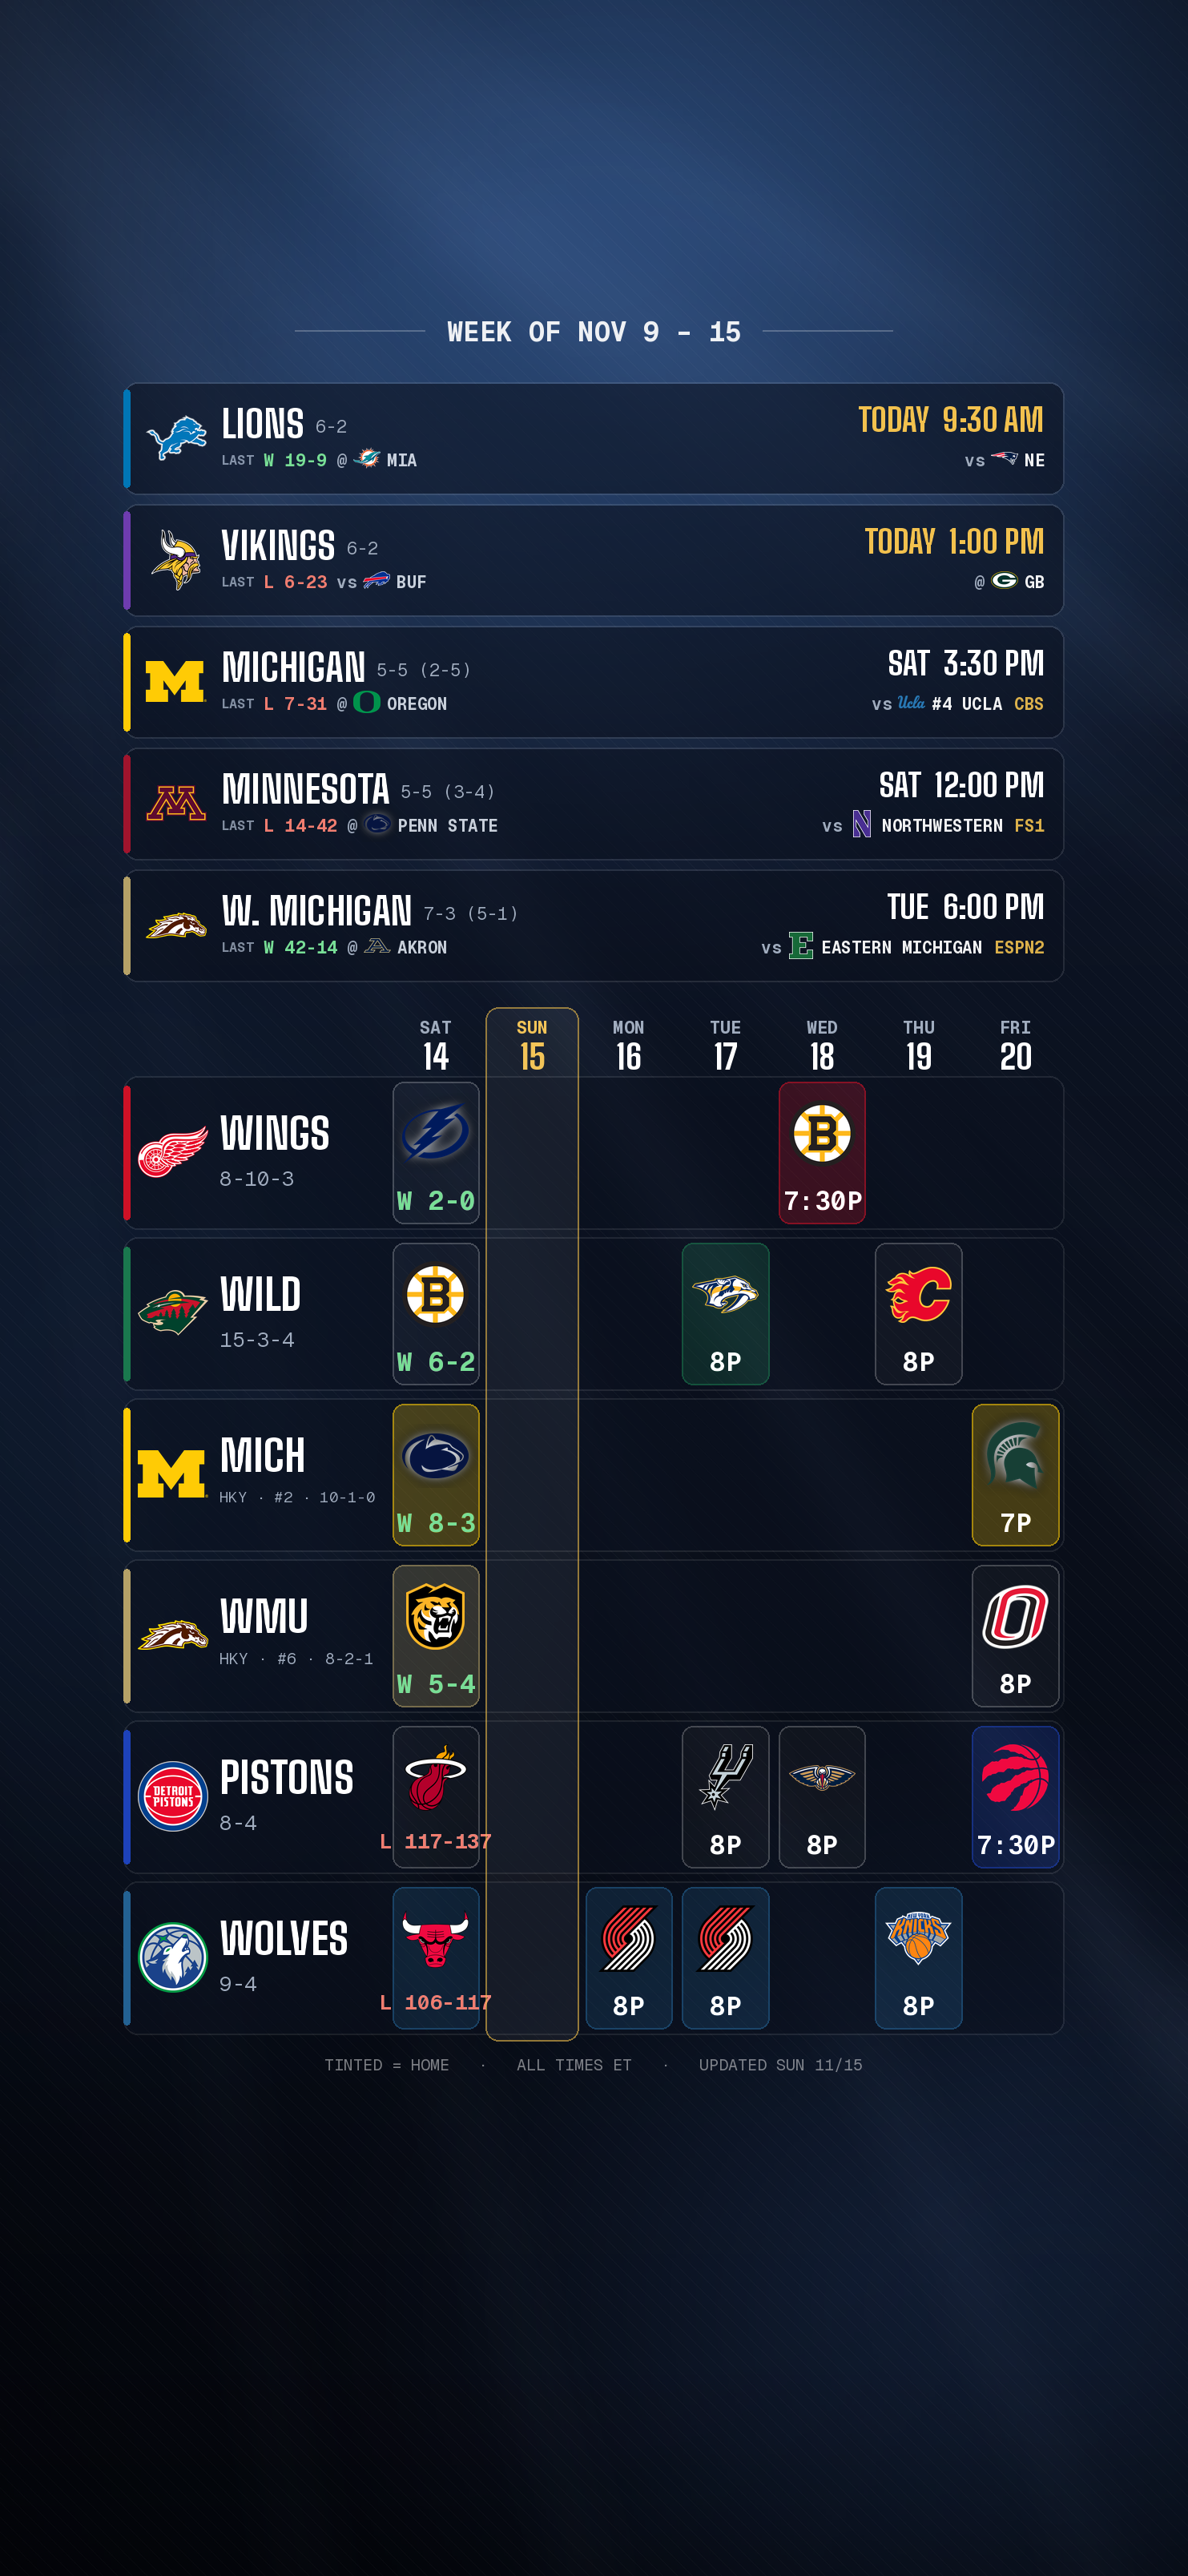 WEEK OF NOV 9 – 15
LIONS 6-2
LAST W 19-9 @ MIA
TODAY 9:30 AM
vs NE
VIKINGS 6-2
LAST L 6-23 vs BUF
TODAY 1:00 PM
@ GB
MICHIGAN 5-5 (2-5)
LAST L 7-31 @ OREGON
SAT 3:30 PM
vs Ucla #4 UCLA CBS
MINNESOTA 5-5 (3-4)
LAST L 14-42 @ PENN STATE
SAT 12:00 PM
vs NORTHWESTERN FS1
W. MICHIGAN 7-3 (5-1)
LAST W 42-14 @ AKRON
TUE 6:00 PM
vs EASTERN MICHIGAN ESPN2
SAT SUN MON TUE WED THU FRI
14 15 16 17 18 19 20
WINGS
8-10-3
W 2-0 7:30P
WILD
15-3-4
W 6-2 8P 8P
MICH
HKY · #2 · 10-1-0
W 8-3 7P
WMU
HKY · #6 · 8-2-1
W 5-4 8P
DETROIT
PISTONS
PISTONS
8-4
L 117-137 8P 8P 7:30P
NEW YORK
KNICKS
WOLVES
9-4
L 106-117 8P 8P 8P
TINTED = HOME · ALL TIMES ET · UPDATED SUN 11/15